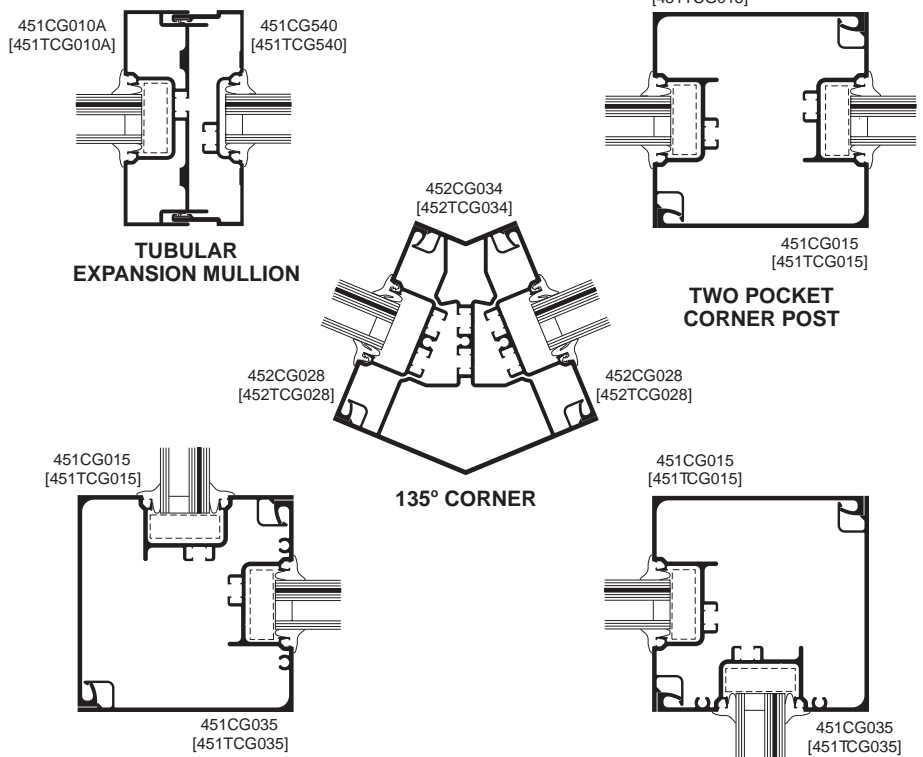 451CG010A
[451TCG010A]
451CG540
[451TCG540]
TUBULAR
EXPANSION MULLION
452CG034
[452TCG034]
451CG015
[451TCG015]
TWO POCKET
CORNER POST
452CG028
[452TCG028]
452CG028
[452TCG028]
135º CORNER
451CG015
[451TCG015]
451CG035
[451TCG035]
451CG015
[451TCG015]
451CG035
[451TCG035]